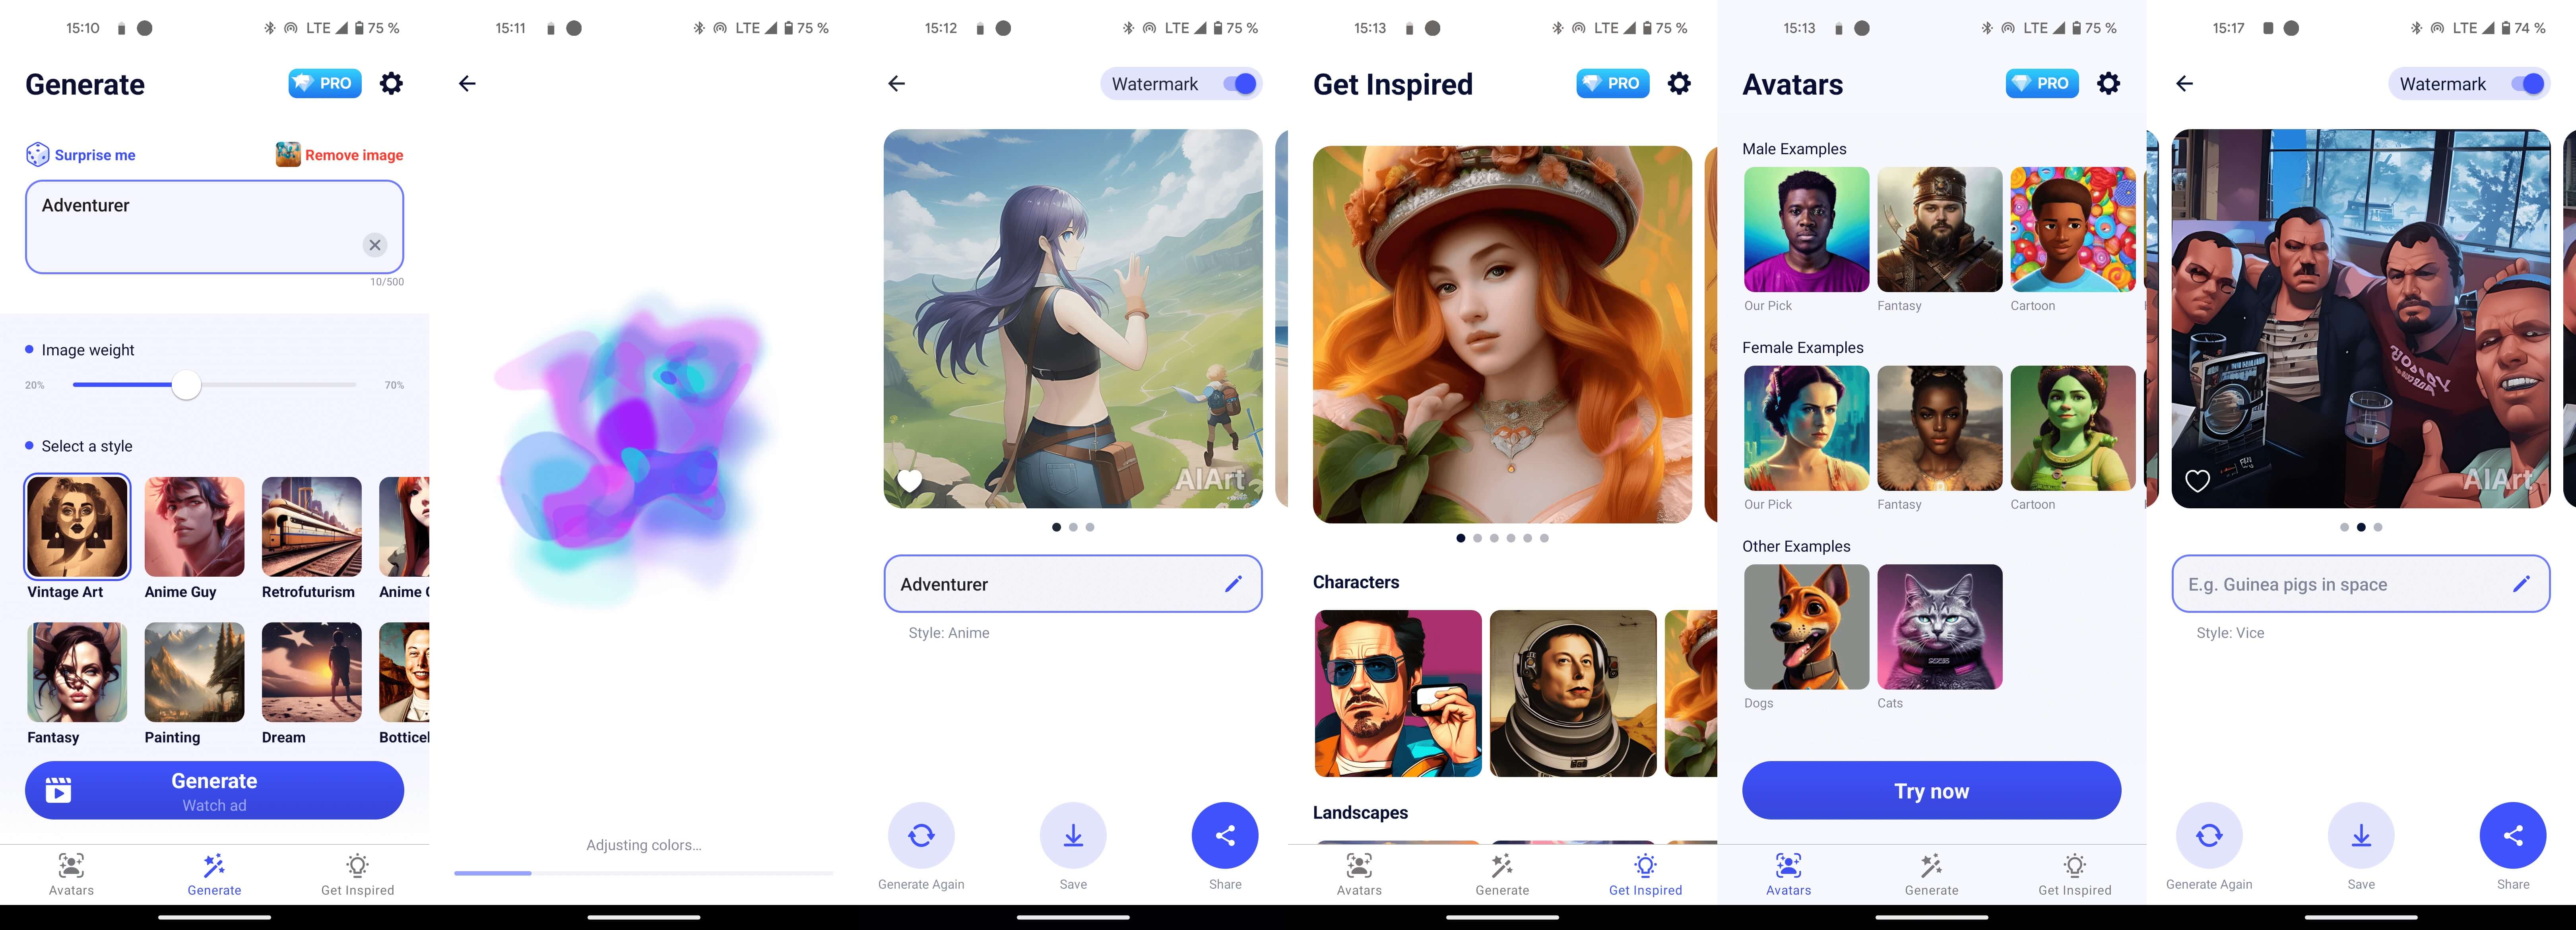 15:10
LTE 75 %
Generate
PRO
Surprise me
Remove image
Adventurer
10/500
Image weight
20%
70%
Select a style
Vintage Art
Anime Guy
Retrofuturism
Anime
Fantasy
Painting
Dream
Botticel
Generate
Watch ad
Avatars
Generate
Get Inspired
15:11
LTE 75 %
Adjusting colors...
15:12
LTE 75 %
Watermark
AIArt
Adventurer
Style: Anime
Generate Again
Save
Share
15:13
LTE 75 %
Get Inspired
PRO
Characters
Landscapes
Avatars
Generate
Get Inspired
15:13
LTE 75 %
Avatars
PRO
Male Examples
Our Pick
Fantasy
Cartoon
Female Examples
Our Pick
Fantasy
Cartoon
Other Examples
Dogs
Cats
Try now
Avatars
Generate
Get Inspired
15:17
LTE 74 %
Watermark
AIArt
E.g. Guinea pigs in space
Style: Vice
Generate Again
Save
Share